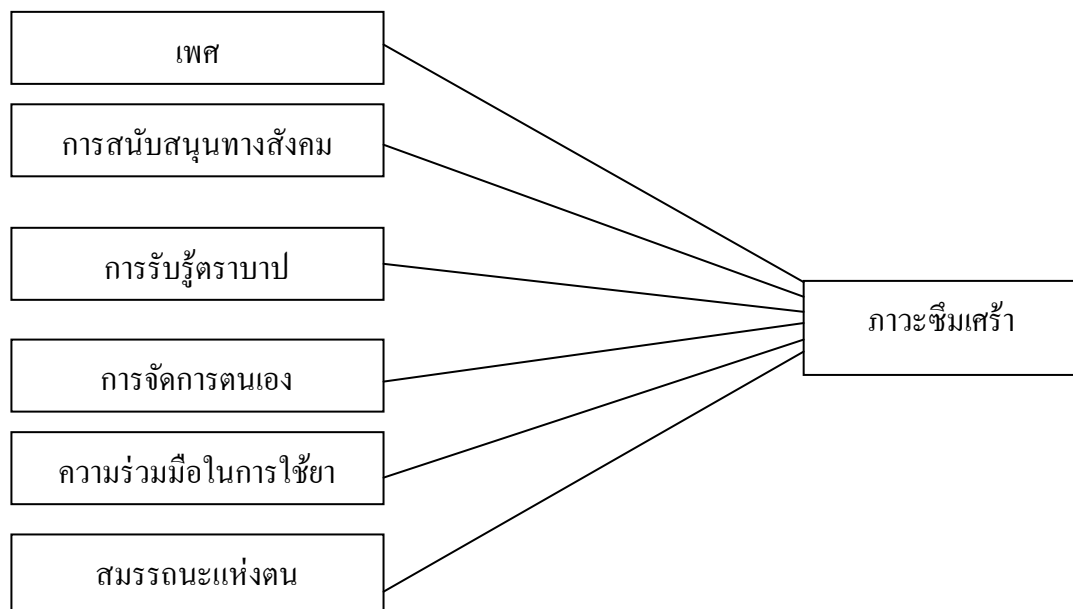 เพศ
การสนับสนุนทางสังคม
การรับรู้ตราบาป
ภาวะซึมเศร้า
การจัดการตนเอง
ความร่วมมือในการใช้ยา
สมรรถนะแห่งตน